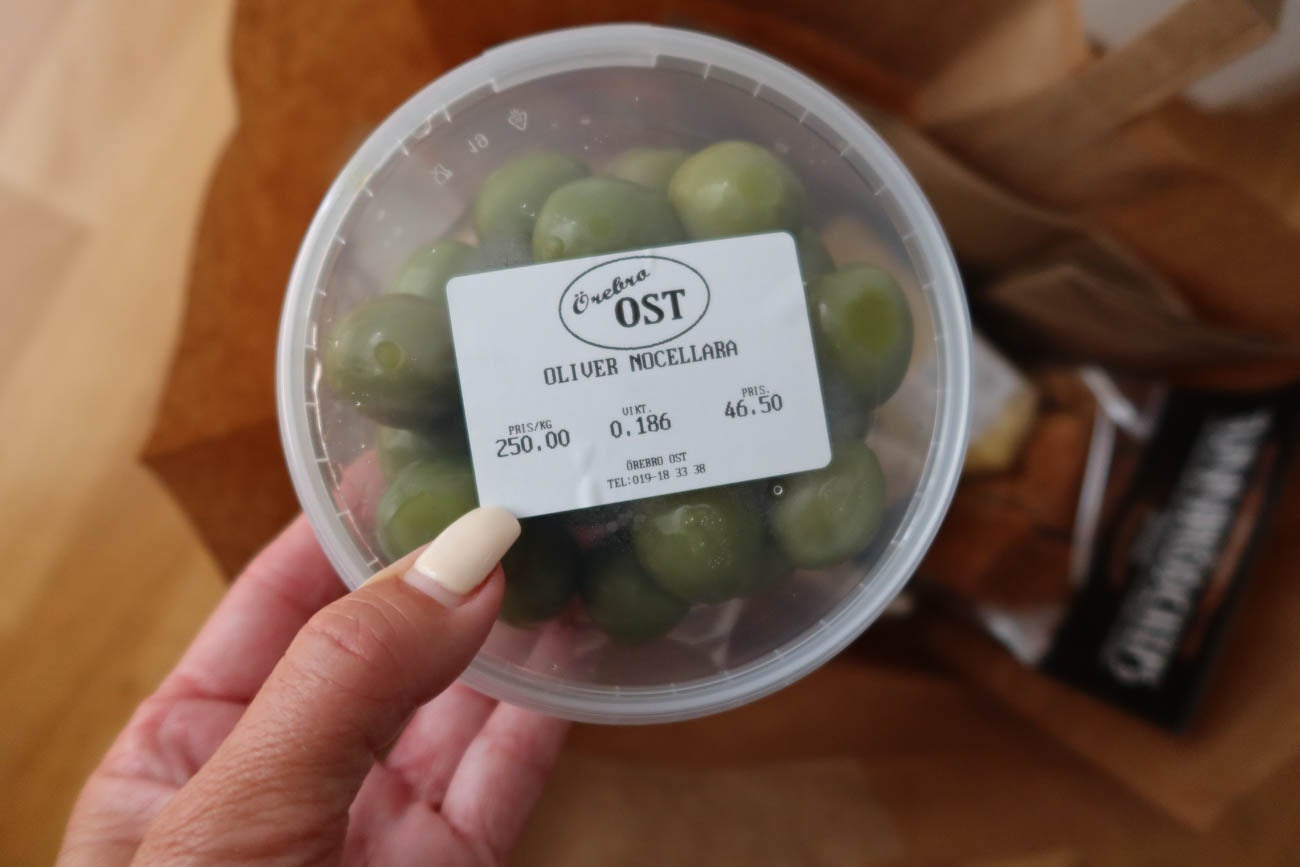 Örebro
OST
OLIVER NOCELLARA
PRIS/KG VIKT. PRIS.
250.00 0.186 46.50
ÖREBRO OST
TEL:019-18 33 38